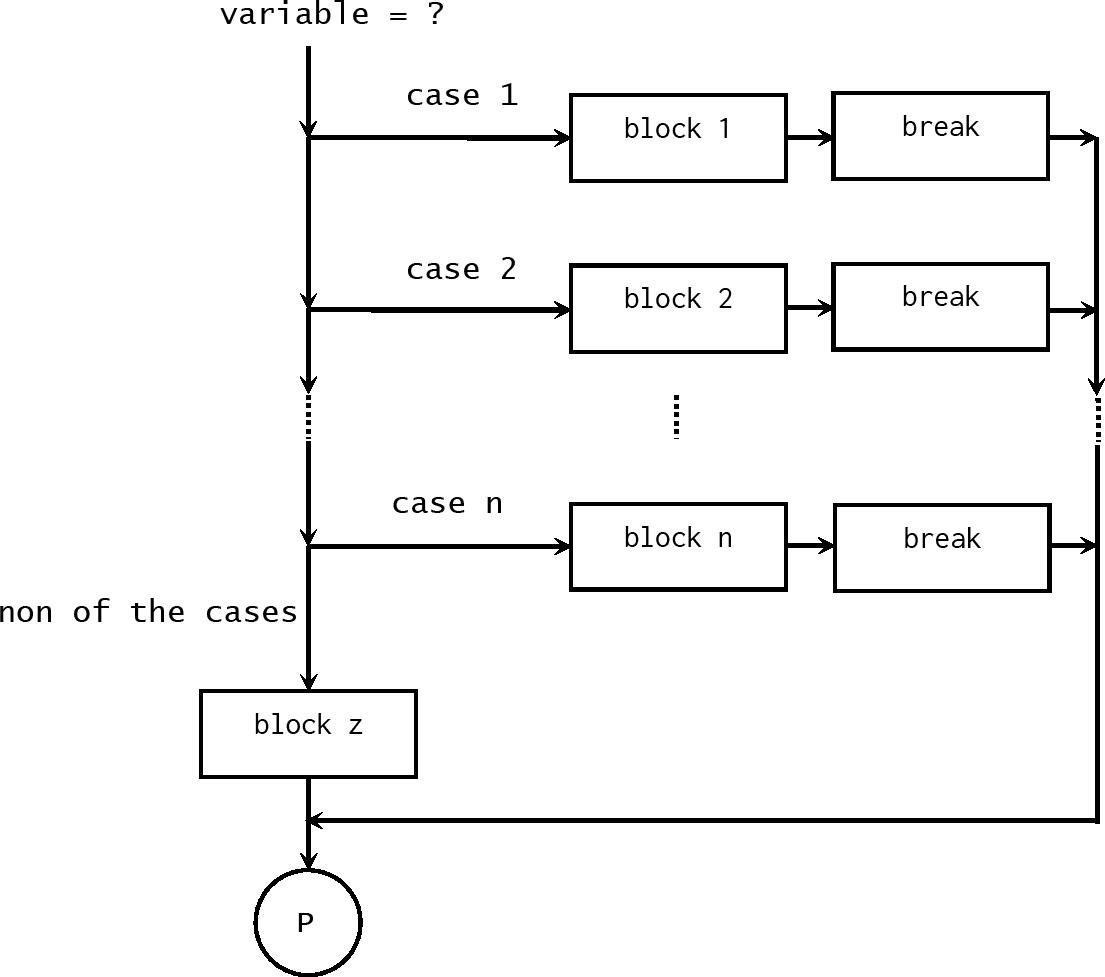 variable = ?
case 1
block 1
break
case 2
block 2
break
case n
block n
break
non of the cases
block z
P